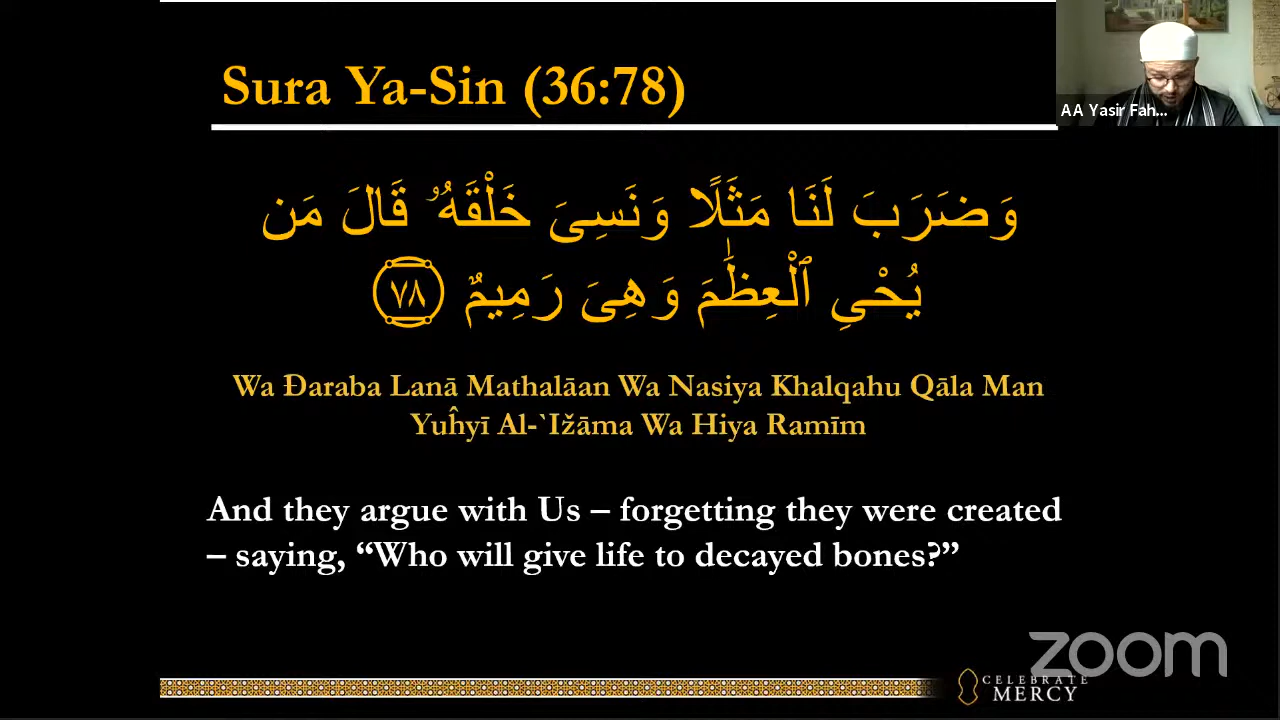 Sura Ya-Sin (36:78)
AA Yasir Fah...
وَضَرَبَ لَنَا مَثَلًا وَنَسِىَ خَلْقَهُۥ قَالَ مَن
يُحْىِ ٱلْعِظَٰمَ وَهِىَ رَمِيمٌ ٧٨
Wa Đaraba Lanā Mathalāan Wa Nasiya Khalqahu Qāla Man
Yuĥyī Al-`Ižāma Wa Hiya Ramīm
And they argue with Us – forgetting they were created
– saying, “Who will give life to decayed bones?”
zoom
CELEBRATE
MERCY